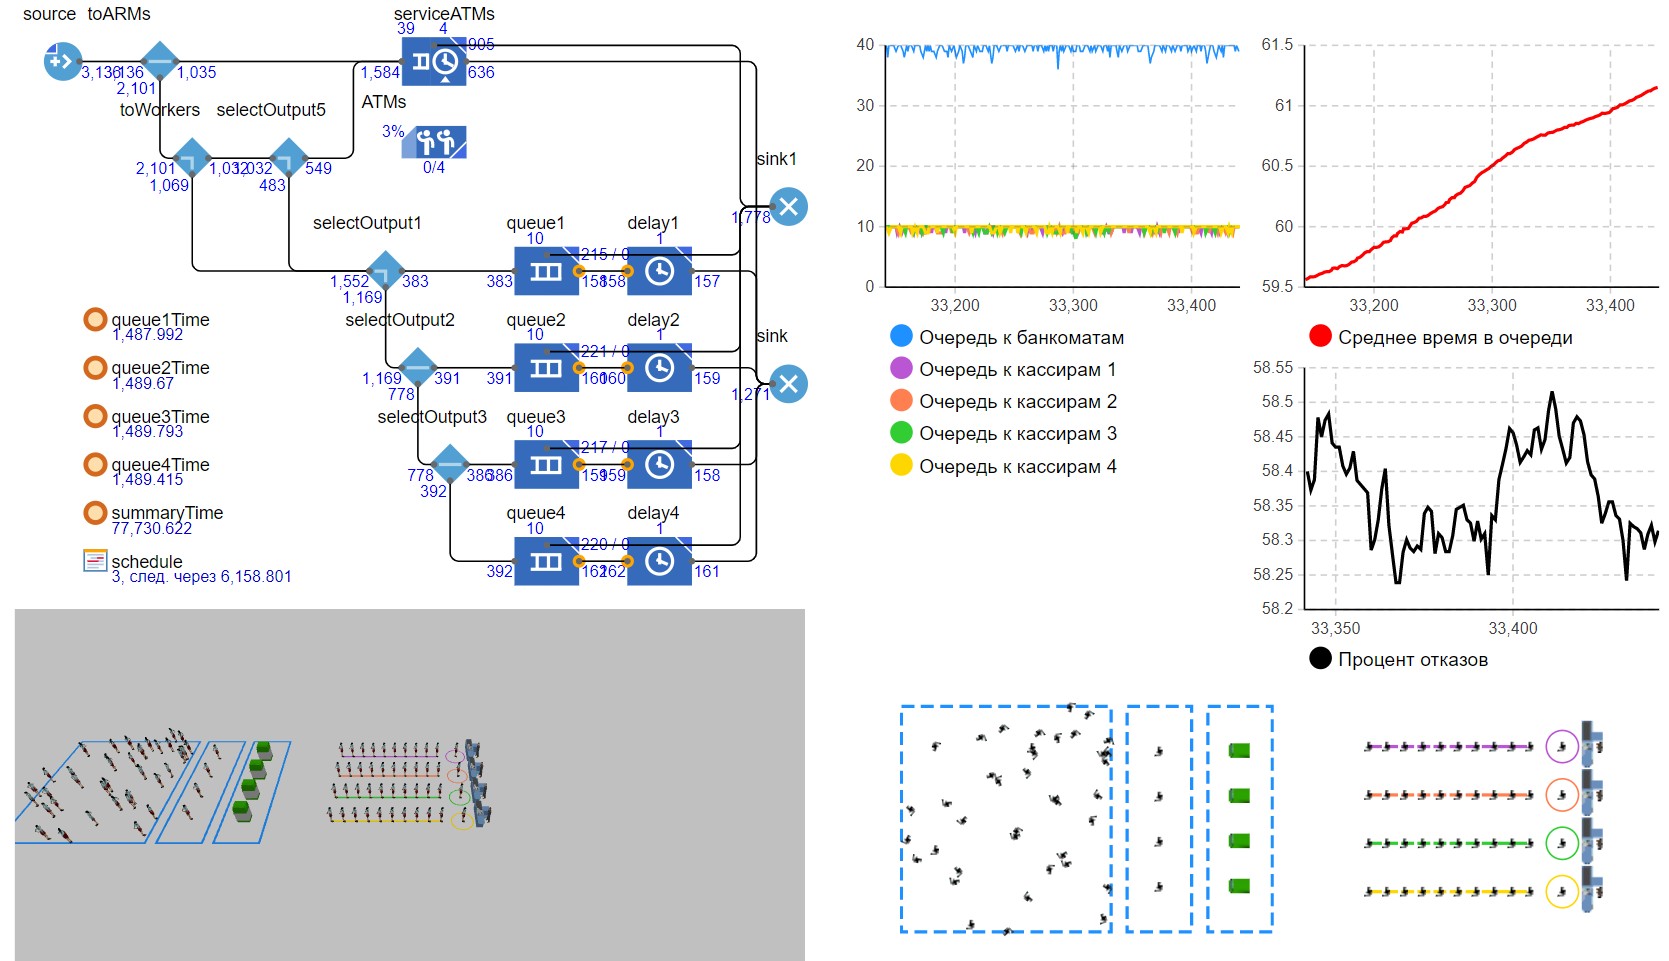 source toARMs
serviceATMs
39 4
905
3,136 136 1,035
1,584 636
2,101
toWorkers selectOutput5
ATMs
3%
0/4
2,101 1,032 1,032 549
1,069 483
sink1
1,778
selectOutput1 queue1 delay1
10 1
215 / 0
1,552 383 383 158 158 157
1,169
selectOutput2 queue2 delay2
10 1
221 / 0
1,169 391 391 160 160 159
778
sink
1,271
selectOutput3 queue3 delay3
10 1
217 / 0
778 386 386 159 159 158
392
queue4 delay4
10 1
220 / 0
392 162 162 161
queue1Time
1,487.992
queue2Time
1,489.67
queue3Time
1,489.793
queue4Time
1,489.415
summaryTime
77,730.622
schedule
3, след. через 6,158.801
40
30
20
10
0
33,200 33,300 33,400
Очередь к банкоматам
Очередь к кассирам 1
Очередь к кассирам 2
Очередь к кассирам 3
Очередь к кассирам 4
61.5
61
60.5
60
59.5
33,200 33,300 33,400
Среднее время в очереди
58.55
58.5
58.45
58.4
58.35
58.3
58.25
58.2
33,350 33,400
Процент отказов